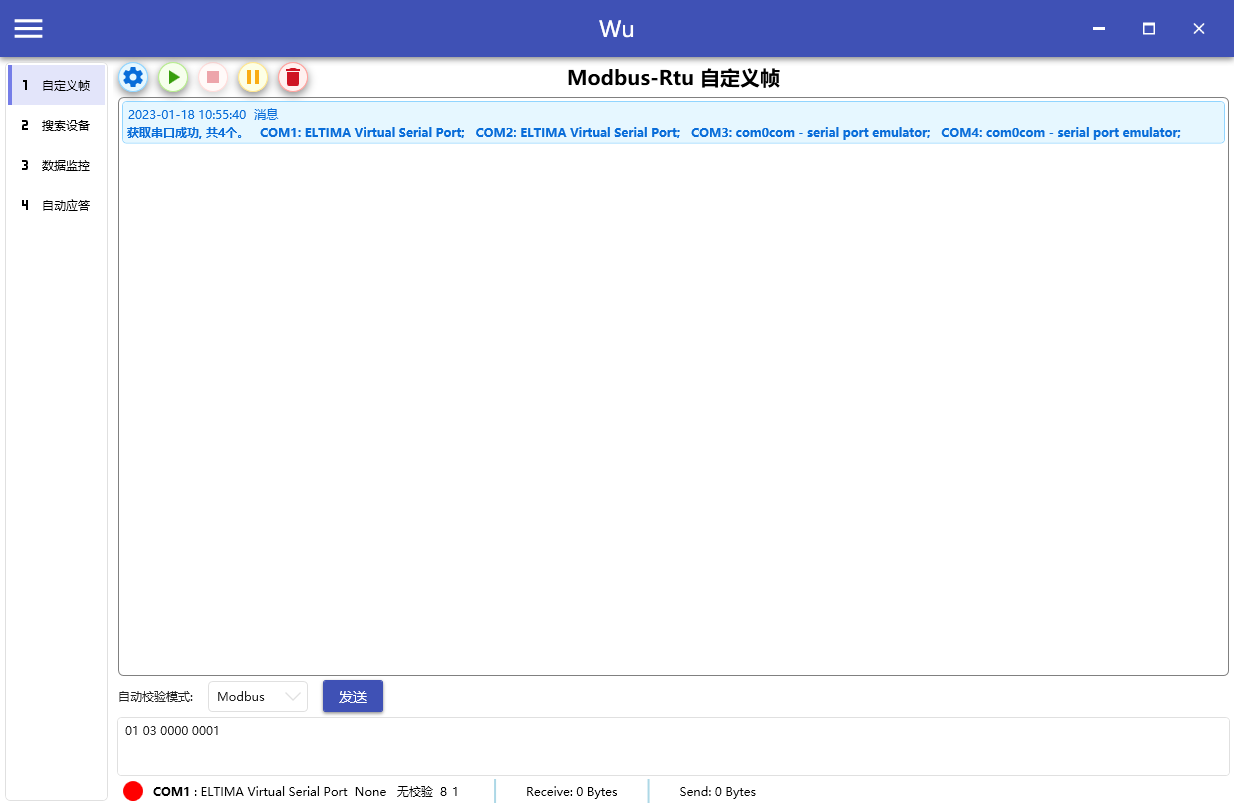 Wu
1 自定义帧
2 搜索设备
3 数据监控
4 自动应答
Modbus-Rtu 自定义帧
2023-01-18 10:55:40 消息
获取串口成功, 共4个。 COM1: ELTIMA Virtual Serial Port; COM2: ELTIMA Virtual Serial Port; COM3: com0com - serial port emulator; COM4: com0com - serial port emulator;
自动校验模式: Modbus 发送
01 03 0000 0001
COM1 : ELTIMA Virtual Serial Port None 无校验 8 1 Receive: 0 Bytes Send: 0 Bytes